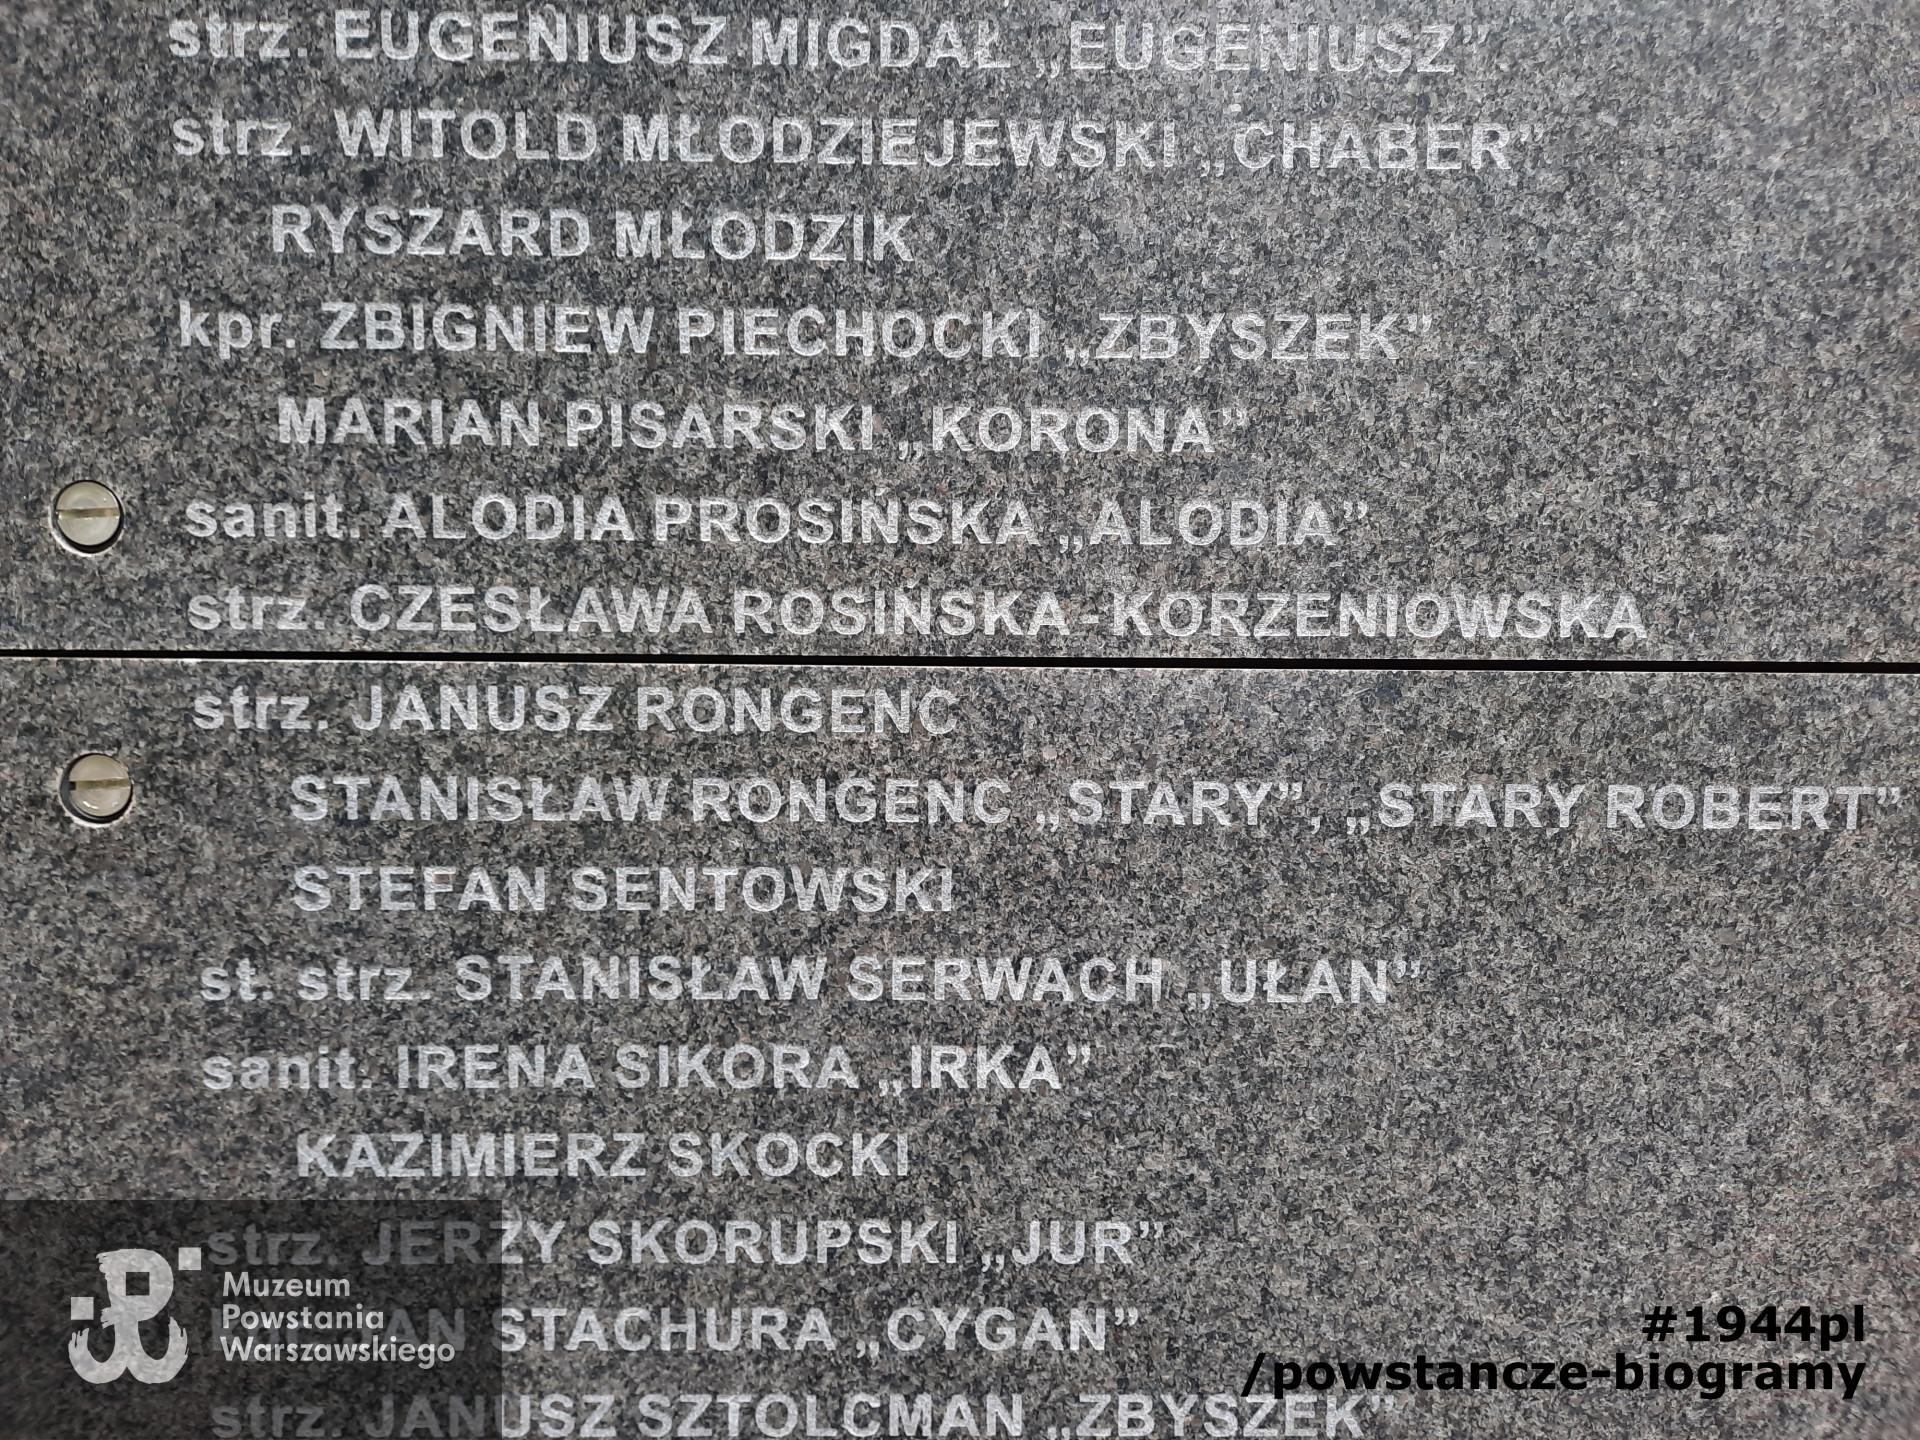 strz. EUGENIUSZ MIGDAŁ „EUGENIUSZ”
strz. WITOLD MŁODZIEJEWSKI „CHABER”
RYSZARD MŁODZIK
kpr. ZBIGNIEW PIECHOCKI „ZBYSZEK”
MARIAN PISARSKI „KORONA”
sanit. ALODIA PROSIŃSKA „ALODIA”
strz. CZESŁAWA ROSIŃSKA-KORZENIOWSKA
strz. JANUSZ RONGENC
STANISŁAW RONGENC „STARY”, „STARY ROBERT”
STEFAN SENTOWSKI
st. strz. STANISŁAW SERWACH „UŁAN”
sanit. IRENA SIKORA „IRKA”
KAZIMIERZ SKOCKI
strz. JERZY SKORUPSKI „JUR”
JAN STACHURA „CYGAN”
strz. JANUSZ SZTOLCMAN „ZBYSZEK”
Muzeum
Powstania
Warszawskiego
#1944pl
/powstancze-biogramy